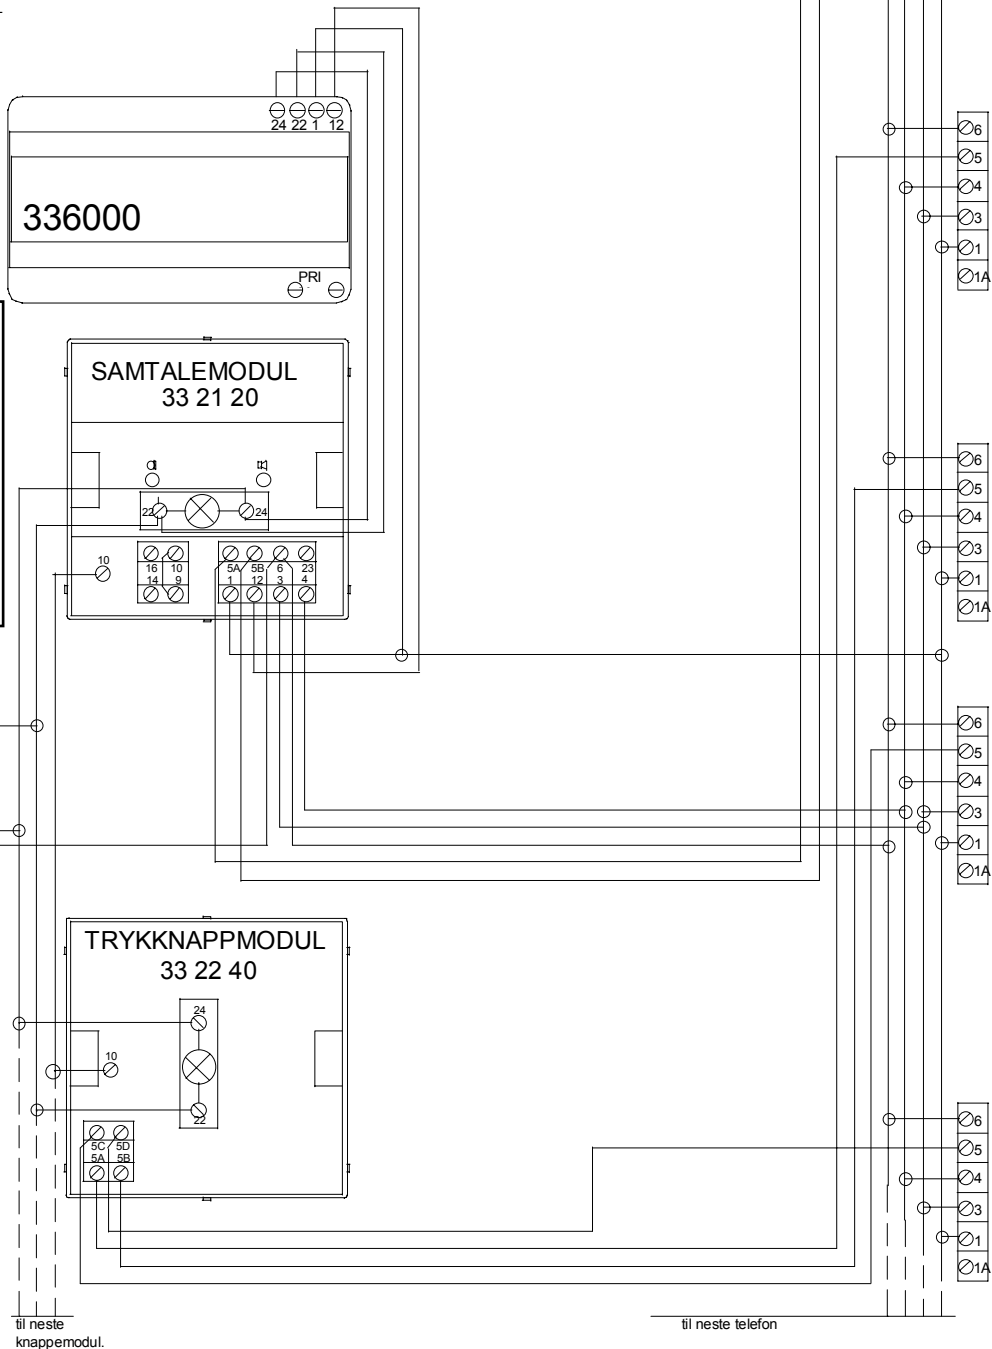 24 22 1 12
336000
PRI
SAMTALEMODUL
33 21 20
22 24
10
16 10 5A 5B 6 23
14 9 1 12 3 4
TRYKKNAPPMODUL
33 22 40
24
10
22
5C 5D
5A 5B
6
5
4
3
1
1A
6
5
4
3
1
1A
6
5
4
3
1
1A
6
5
4
3
1
1A
til neste
knappemodul.
til neste telefon